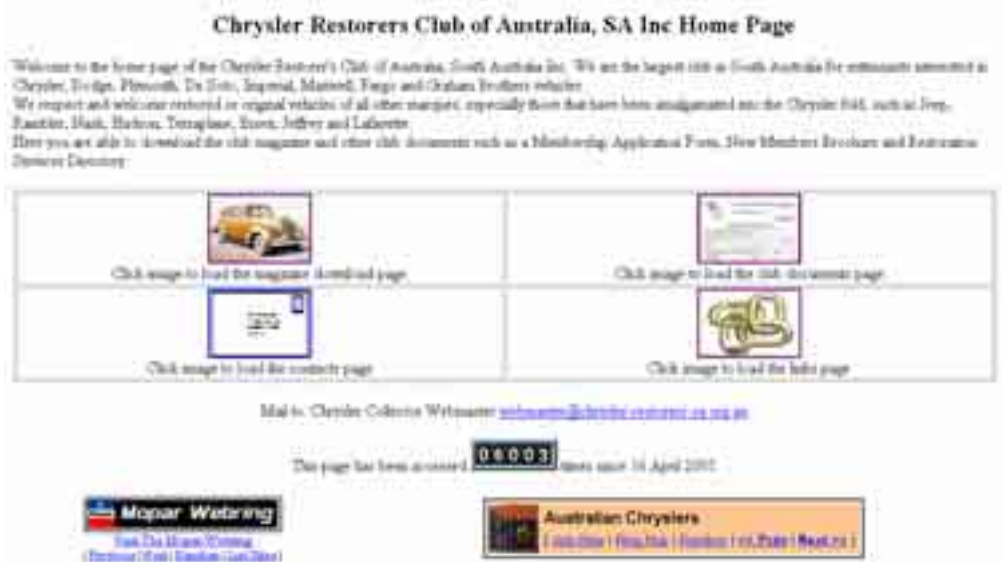 Chrysler Restorers Club of Australia, SA Inc Home Page
Welcome to the home page of the Chrysler Restorer's Club of Australia, South Australia Inc. We are the largest club in South Australia for enthusiasts interested in
Chrysler, Dodge, Plymouth, De Soto, Imperial, Maxwell, Fargo and Graham Brothers vehicles
We respect and welcome restored or original vehicles of all other marques, especially those that have been amalgamated into the Chrysler fold, such as Jeep,
Rambler, Nash, Hudson, Terraplane, Essex, Jeffrey and Lafayette
Here you are able to download the club magazine and other club documents such as a Membership Application Form, New Members Brochure and Restoration
Services Directory
Click image to load the magazine download page.
Click image to load the club documents page.
Click image to load the contacts page
Click image to load the links page
Mail to: Chrysler Collector Webmaster
This page has been accessed 06003 times since 16 April
Mopar Webring
Australian Chryslers
Visit The Mopar Webring